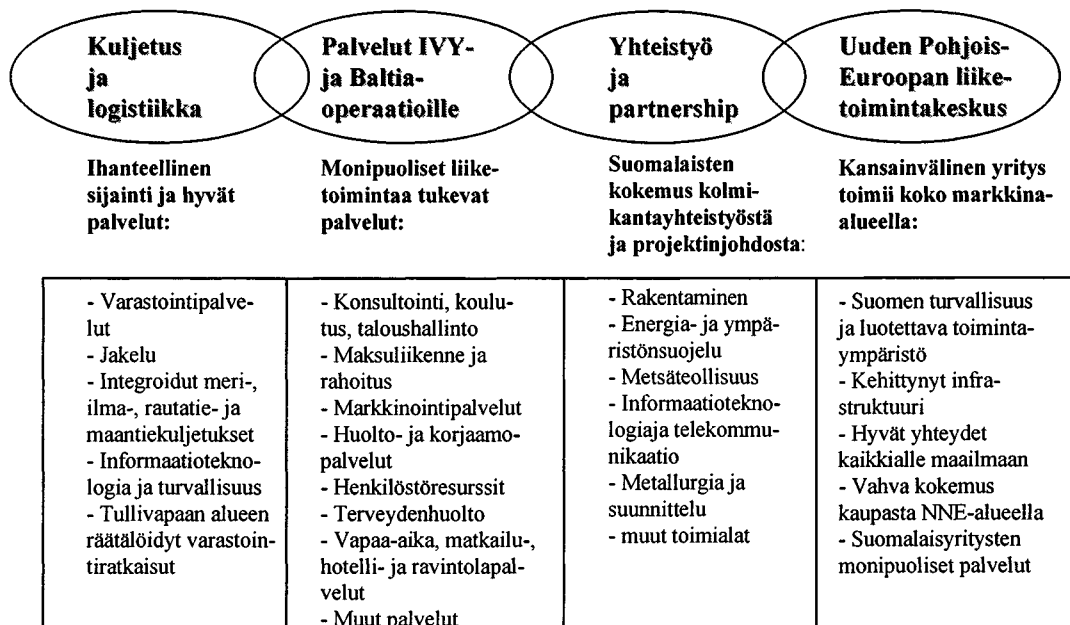 Kuljetus
ja
logistiikka
Palvelut IVY-
ja Baltia-
operaatioille
Yhteistyö
ja
partnership
Uuden Pohjois-
Euroopan liike-
toimintakeskus
Ihanteellinen
sijainti ja hyvät
palvelut:
Monipuoliset liike-
toimintaa tukevat
palvelut:
Suomalaisten
kokemus kolmi-
kantayhteistyöstä
ja projektinjohdosta:
Kansainvälinen yritys
toimii koko markkina-
alueella:
- Varastointipalve-
lut
- Jakelu
- Integroidut meri-,
ilma-, rautatie- ja
maantiekuljetukset
- Informaatiotekno-
logia ja turvallisuus
- Tullivapaan alueen
räätälöidyt varastoin-
tiratkaisut
- Konsultointi, koulu-
tus, taloushallinto
- Maksuliikenne ja
rahoitus
- Markkinointipalvelut
- Huolto- ja korjaamo-
palvelut
- Henkilöstöresurssit
- Terveydenhuolto
- Vapaa-aika, matkailu-,
hotelli- ja ravintolapal-
velut
- Muut palvelut
- Rakentaminen
- Energia- ja ympä-
ristönsuojelu
- Metsäteollisuus
- Informaatiotekno-
logiaja telekommu-
nikaatio
- Metallurgia ja
suunnittelu
- muut toimialat
- Suomen turvallisuus
ja luotettava toiminta-
ympäristö
- Kehittynyt infra-
struktuuri
- Hyvät yhteydet
kaikkialle maailmaan
- Vahva kokemus
kaupasta NNE-alueella
- Suomalaisyritysten
monipuoliset palvelut